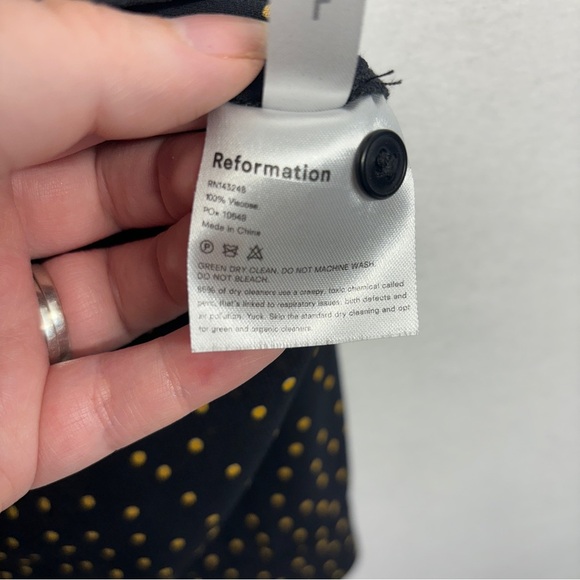 Reformation
RN143248
100% Viscose
PO# 10649
Made in China
P
GREEN DRY CLEAN. DO NOT MACHINE WASH.
DO NOT BLEACH.
85% of dry cleaners use a creepy, toxic chemical called
perc, that's linked to respiratory issues, birth defects and
air pollution. Yuck. Skip the standard dry cleaning and opt
for green and organic cleaners.